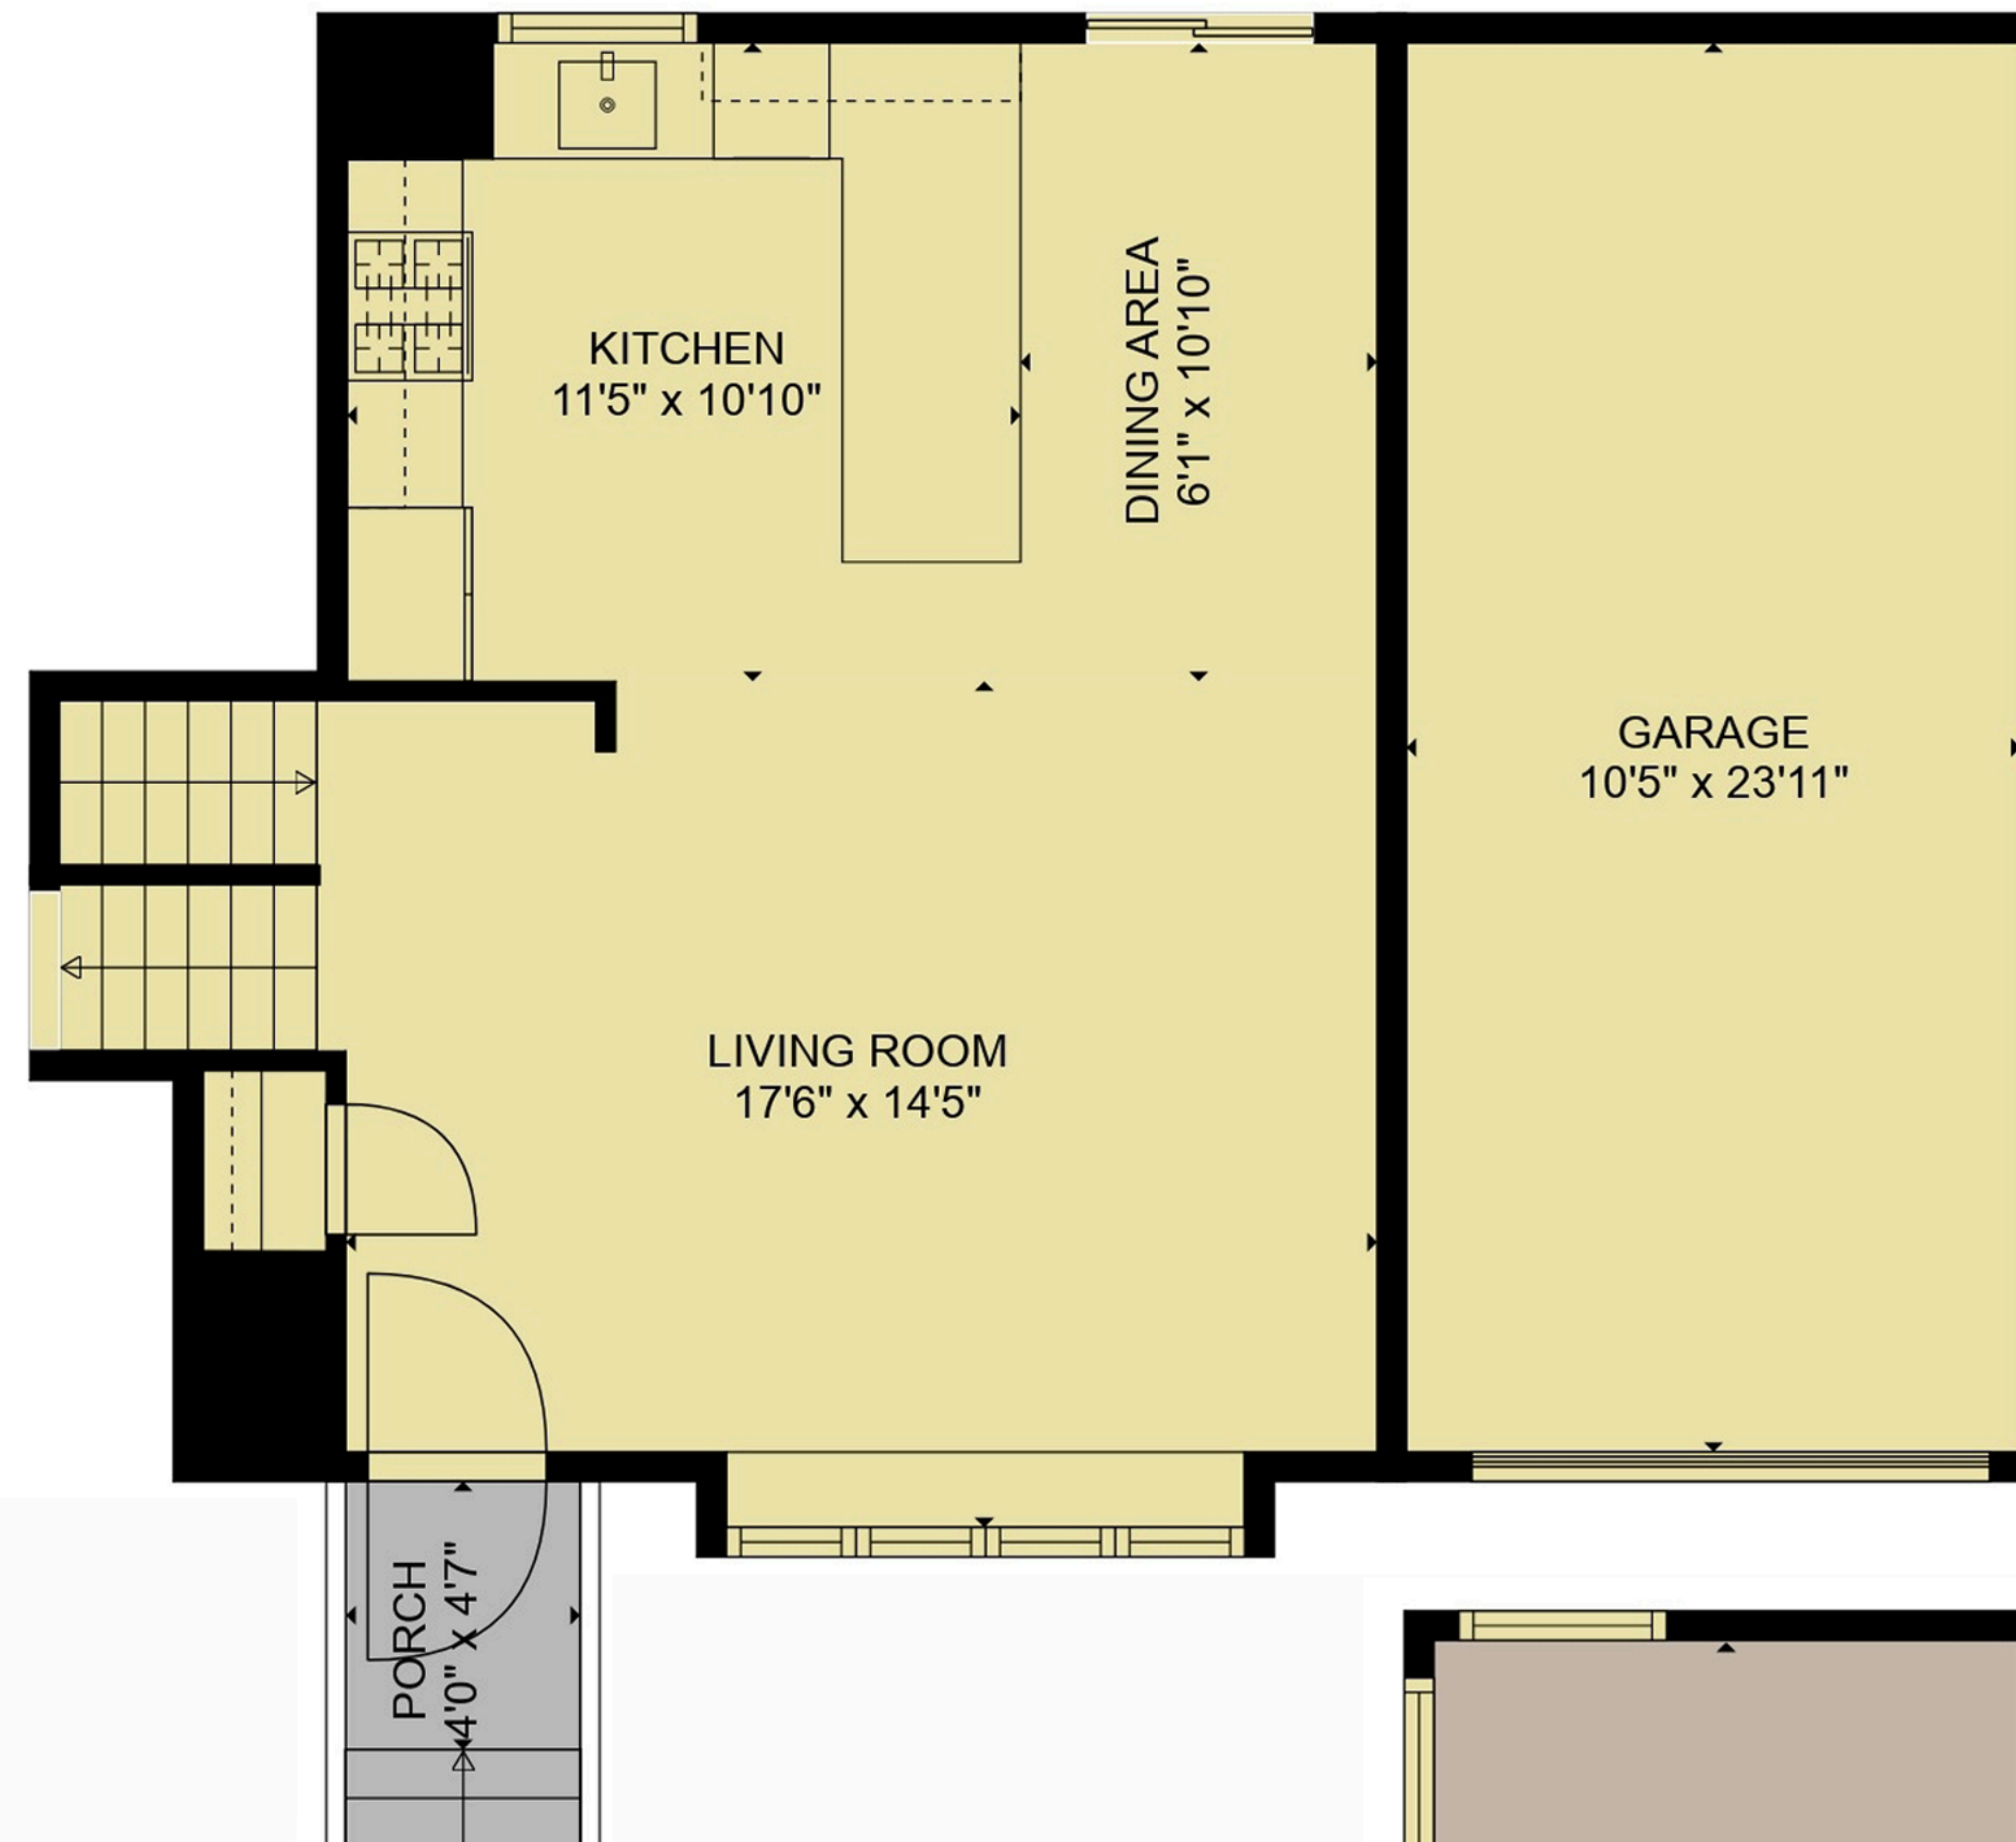 KITCHEN
11'5" x 10'10"
DINING AREA
6'1" x 10'10"
GARAGE
10'5" x 23'11"
LIVING ROOM
17'6" x 14'5"
PORCH
4'0" x 4'7"